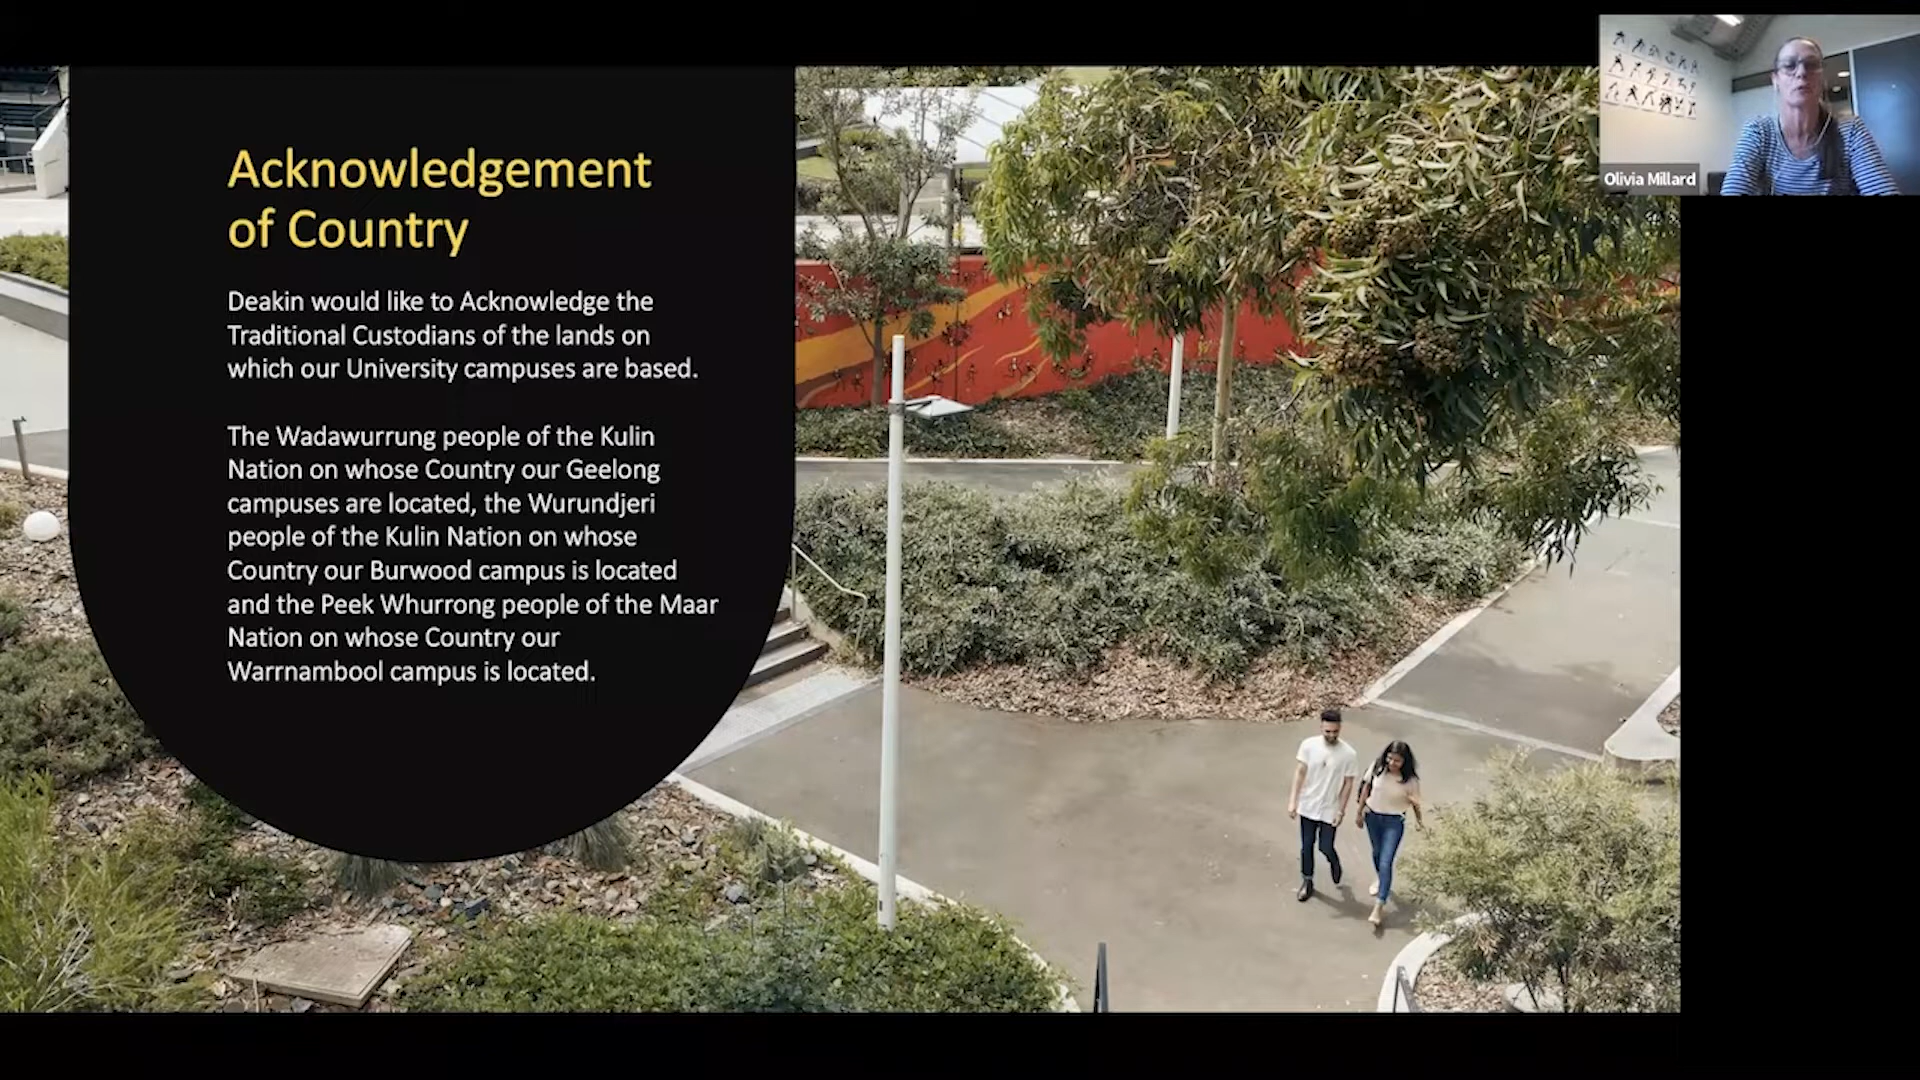 Acknowledgement
of Country
Deakin would like to Acknowledge the
Traditional Custodians of the lands on
which our University campuses are based.
The Wadawurrung people of the Kulin
Nation on whose Country our Geelong
campuses are located, the Wurundjeri
people of the Kulin Nation on whose
Country our Burwood campus is located
and the Peek Whurrong people of the Maar
Nation on whose Country our
Warrnambool campus is located.
Olivia Millard